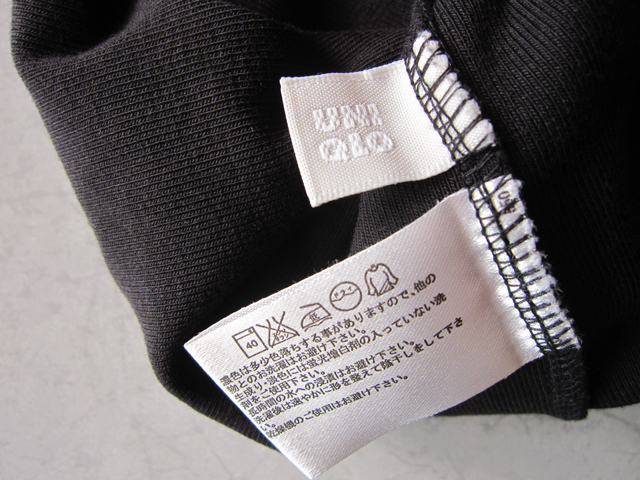 UNI
QLO
40
濃色は多少色落ちする事がありますので、他の
物とのお洗濯はお避け下さい。
生成り、淡色には蛍光増白剤の入っていない洗
剤をご使用下さい。
長時間の水への浸漬はお避け下さい。
洗濯後は速やかに形を整えて陰干しをして下さ
い。
乾燥機のご使用はお避け下さい。